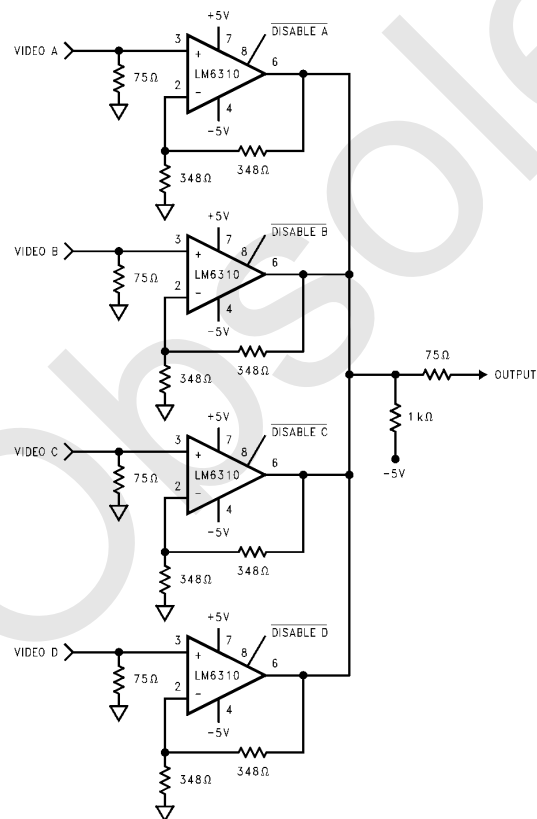 +5V
DISABLE A
VIDEO A
3
7
8
6
+
LM6310
75Ω
2
-
4
-5V
348Ω
348Ω
+5V
DISABLE B
VIDEO B
3
7
8
6
+
LM6310
75Ω
2
-
4
-5V
348Ω
348Ω
75Ω
OUTPUT
1kΩ
-5V
+5V
DISABLE C
VIDEO C
3
7
8
6
+
LM6310
75Ω
2
-
4
-5V
348Ω
348Ω
+5V
DISABLE D
VIDEO D
3
7
8
6
+
LM6310
75Ω
2
-
4
-5V
348Ω
348Ω